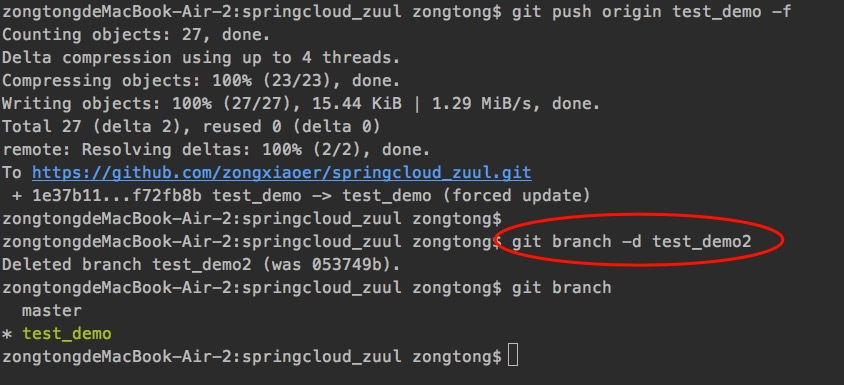 zongtongdeMacBook-Air-2:springcloud_zuul zongtong$ git push origin test_demo -f
Counting objects: 27, done.
Delta compression using up to 4 threads.
Compressing objects: 100% (23/23), done.
Writing objects: 100% (27/27), 15.44 KiB | 1.29 MiB/s, done.
Total 27 (delta 2), reused 0 (delta 0)
remote: Resolving deltas: 100% (2/2), done.
To https://github.com/zongxiaoer/springcloud_zuul.git
 + 1e37b11...f72fb8b test_demo -> test_demo (forced update)
zongtongdeMacBook-Air-2:springcloud_zuul zongtong$
zongtongdeMacBook-Air-2:springcloud_zuul zongtong$ git branch -d test_demo2
Deleted branch test_demo2 (was 053749b).
zongtongdeMacBook-Air-2:springcloud_zuul zongtong$ git branch
  master
* test_demo
zongtongdeMacBook-Air-2:springcloud_zuul zongtong$